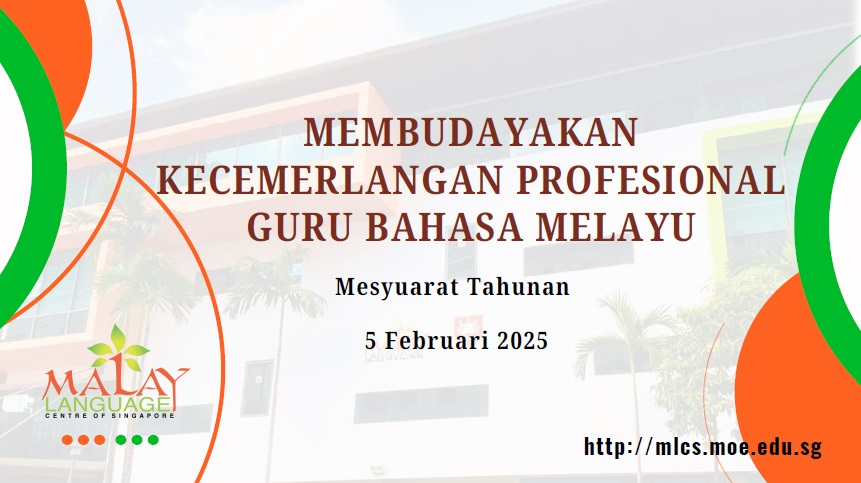 MEMBUDAYAKAN
KECEMERLANGAN PROFESIONAL
GURU BAHASA MELAYU
Mesyuarat Tahunan
5 Februari 2025
MALAY
LANGUAGE
CENTRE OF SINGAPORE
http://mlcs.moe.edu.sg